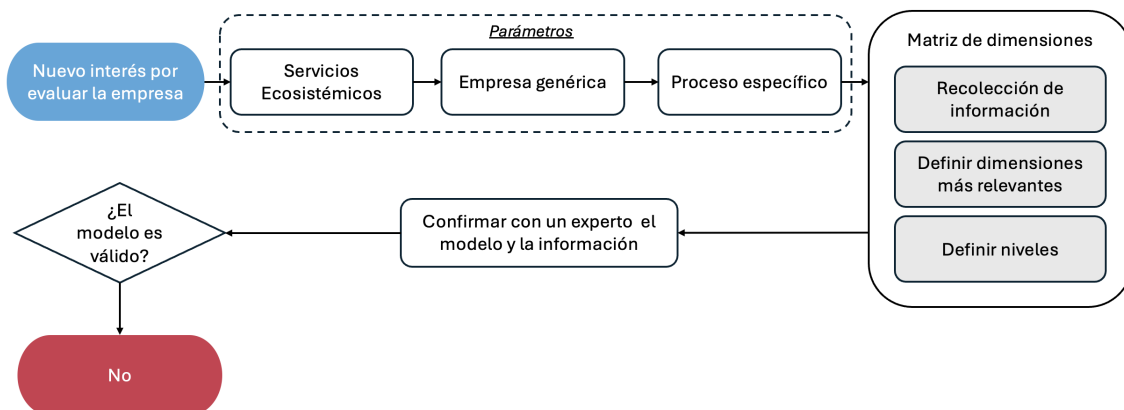 Parámetros
Nuevo interés por
evaluar la empresa
Servicios
Ecosistémicos
Empresa genérica
Proceso específico
Matriz de dimensiones
Recolección de
información
Definir dimensiones
más relevantes
Definir niveles
Confirmar con un experto el
modelo y la información
¿El
modelo es
válido?
No